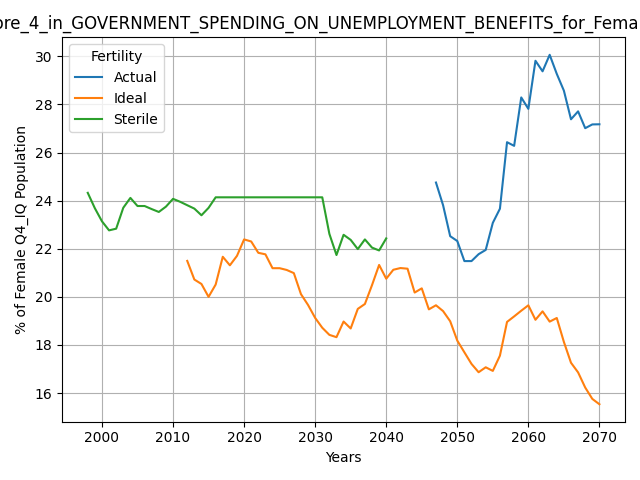 ore_4_in_GOVERNMENT_SPENDING_ON_UNEMPLOYMENT_BENEFITS_for_Fema
Fertility
Actual
Ideal
Sterile
% of Female Q4_IQ Population
30
28
26
24
22
20
18
16
2000 2010 2020 2030 2040 2050 2060 2070
Years